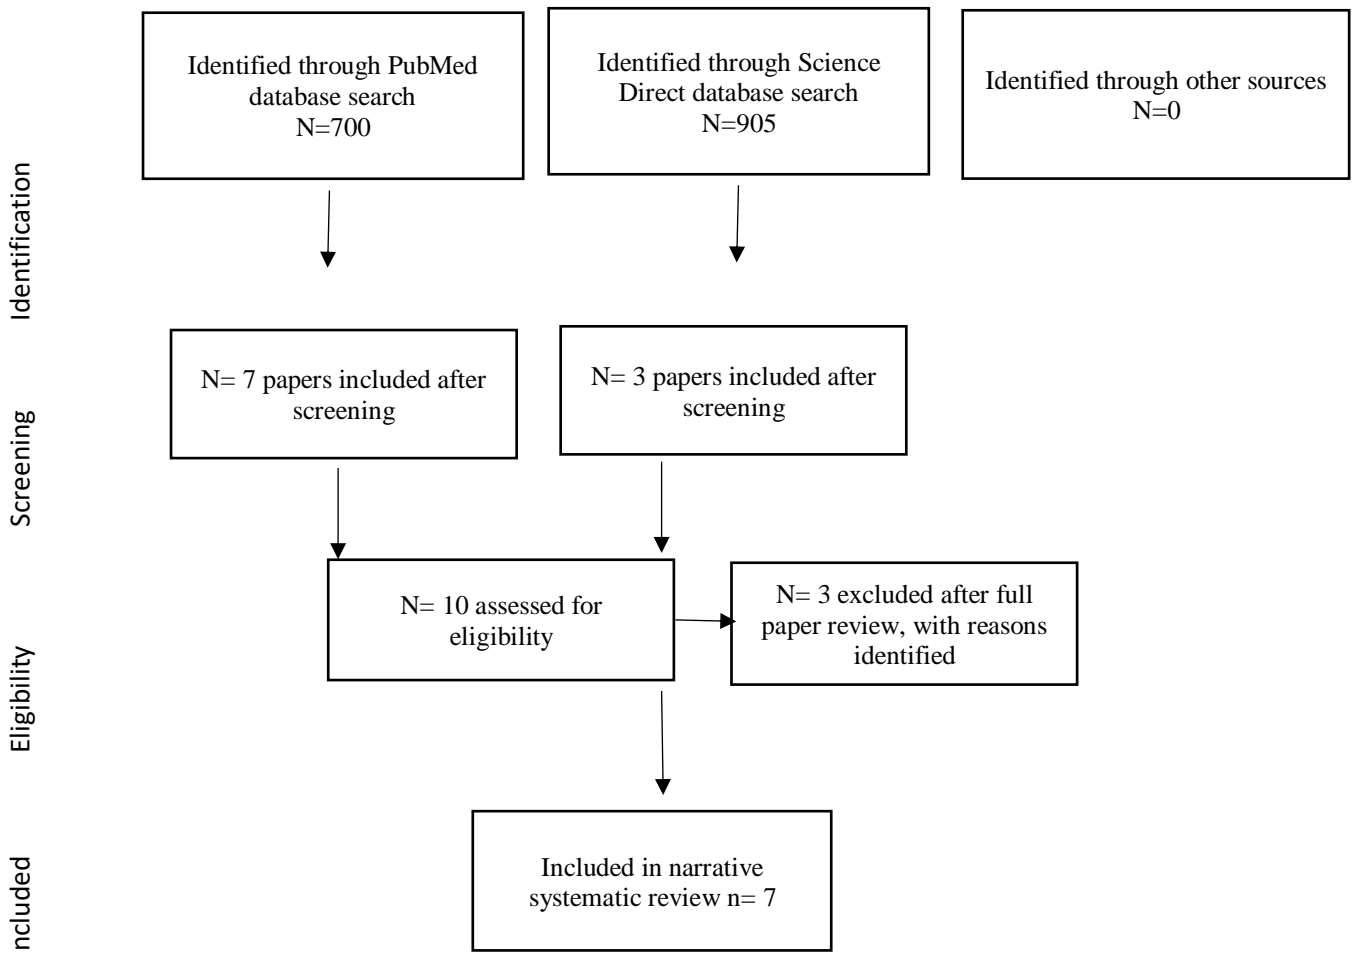 Identified through PubMed
database search
N=700
Identified through Science
Direct database search
N=905
Identified through other sources
N=0
Identification
N= 7 papers included after
screening
N= 3 papers included after
screening
Screening
N= 10 assessed for
eligibility
N= 3 excluded after full
paper review, with reasons
identified
Eligibility
Included in narrative
systematic review n= 7
ncluded